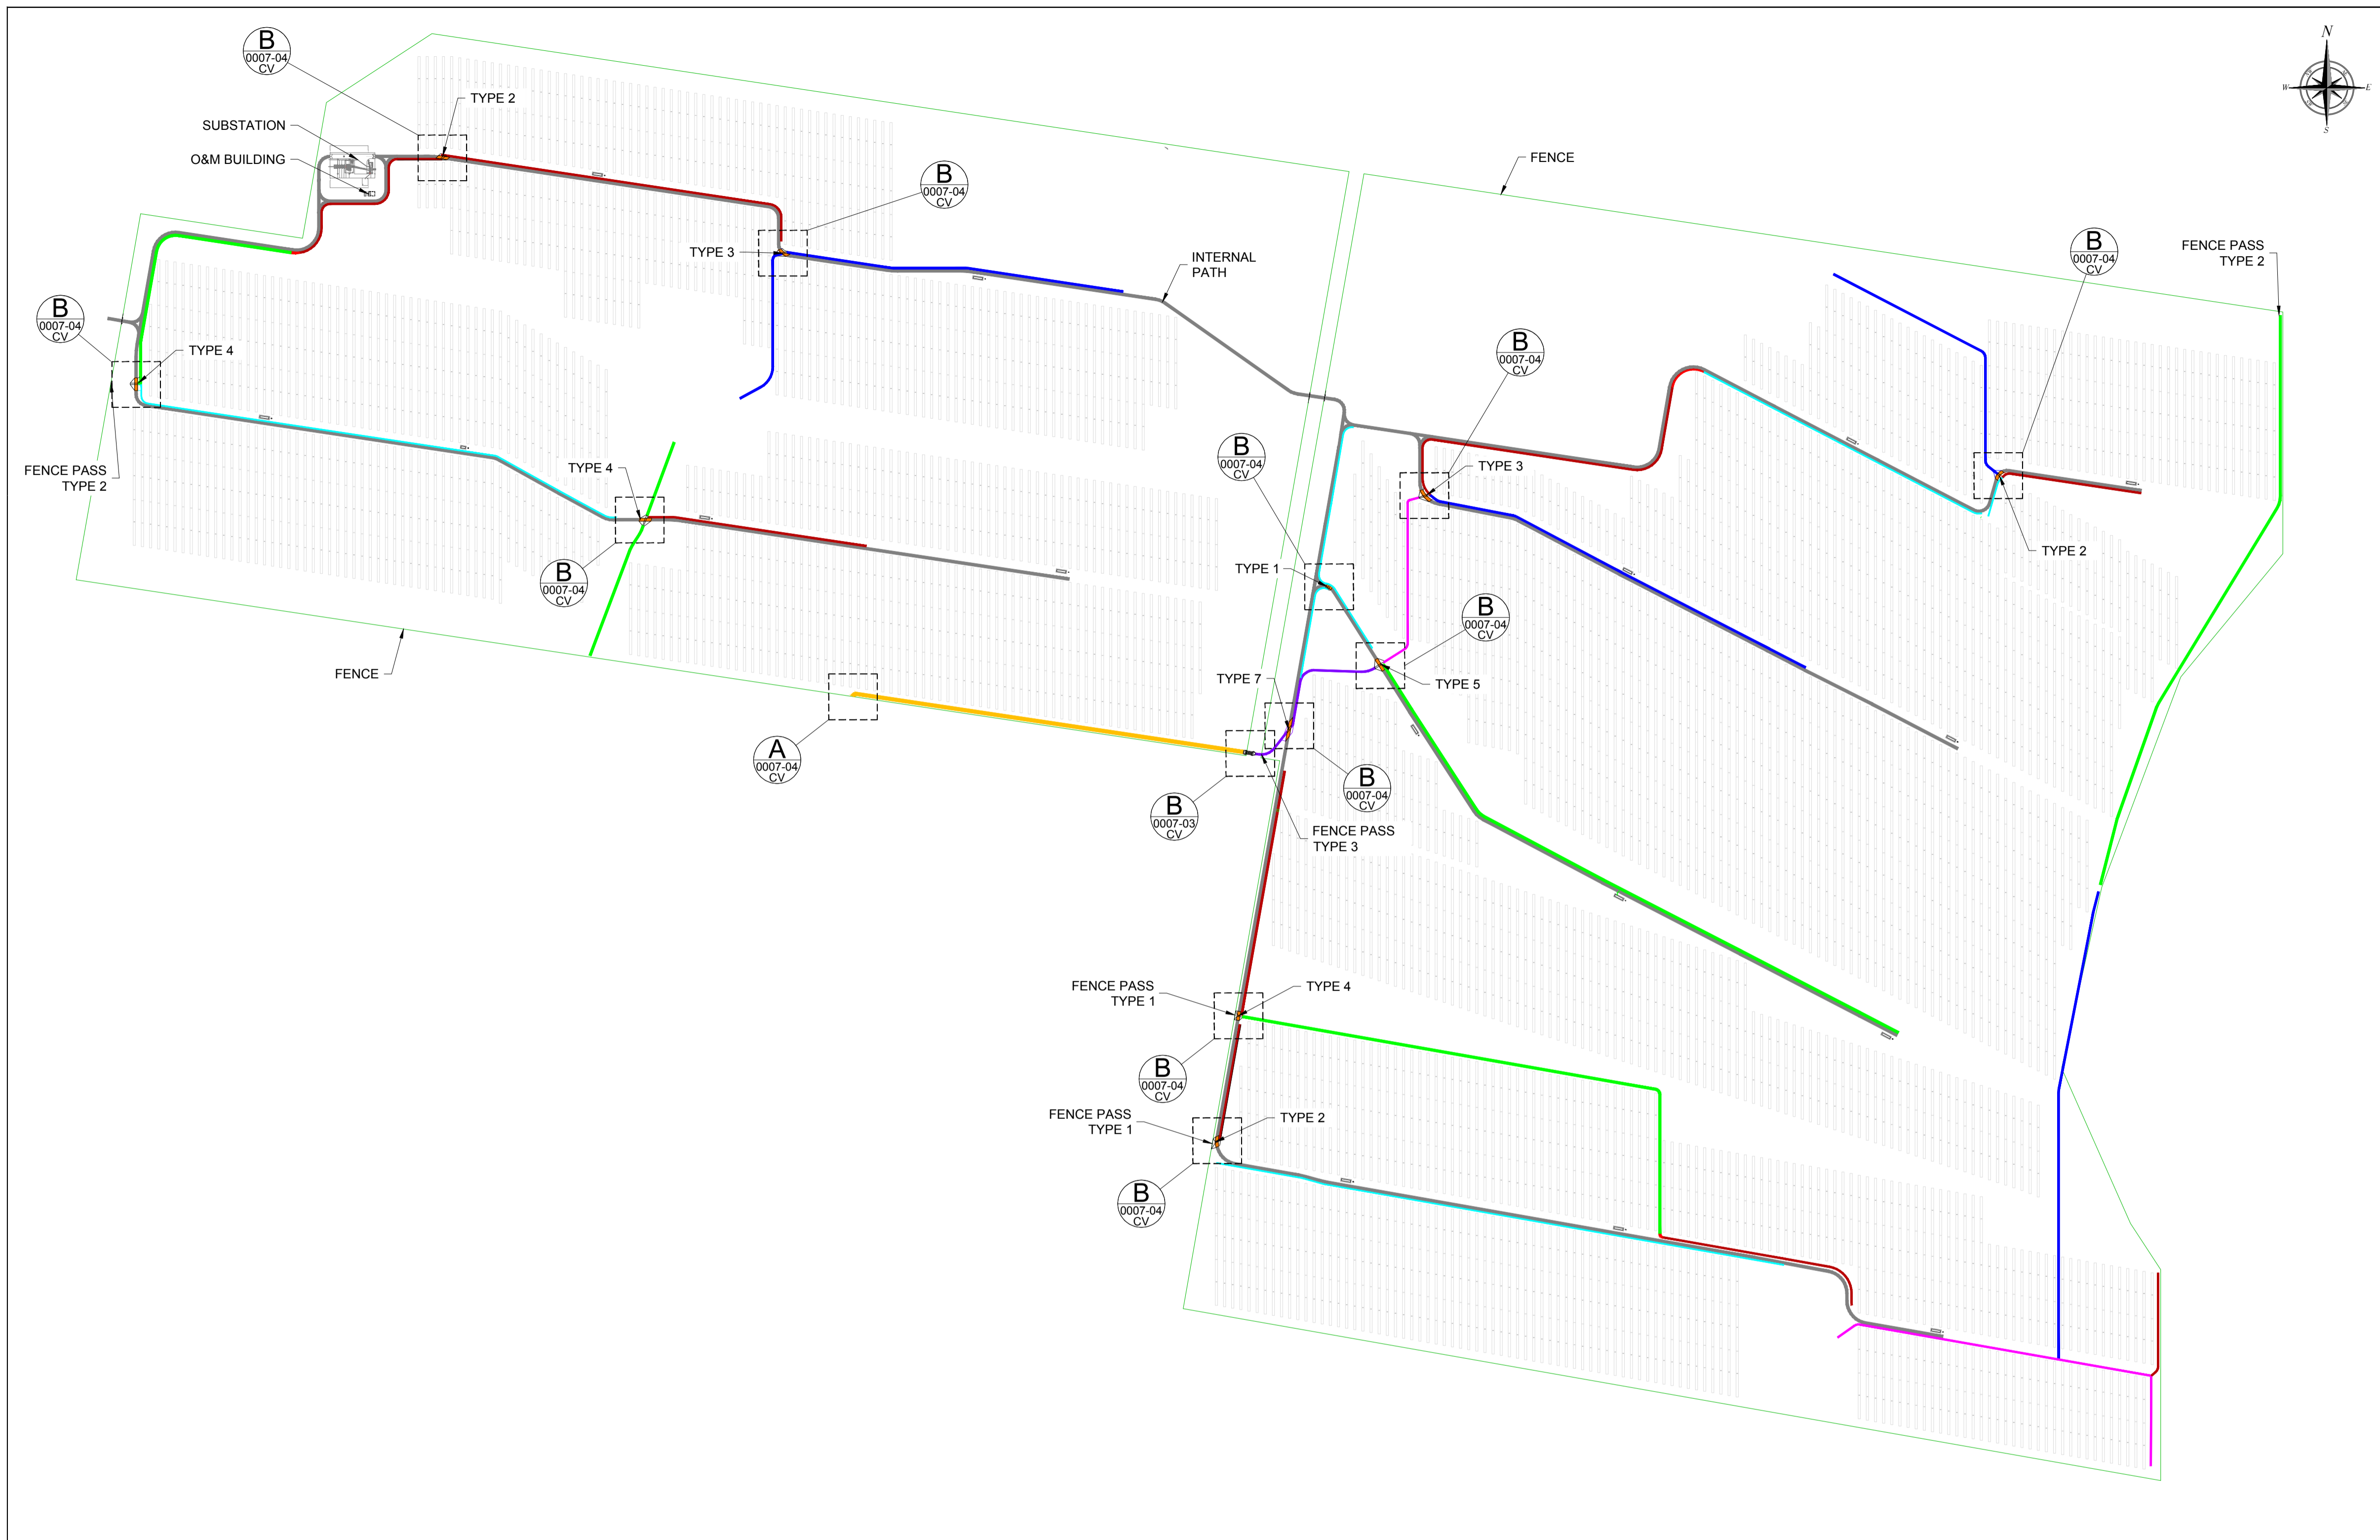 B
0007-04
CV
N
W
E
S
TYPE 2
SUBSTATION
O&M BUILDING
B
0007-04
CV
FENCE
TYPE 3
INTERNAL
PATH
B
0007-04
CV
FENCE PASS
TYPE 2
B
0007-04
CV
TYPE 4
B
0007-04
CV
FENCE PASS
TYPE 2
TYPE 4
B
0007-04
CV
TYPE 3
TYPE 2
B
0007-04
CV
TYPE 1
B
0007-04
CV
FENCE
TYPE 7
TYPE 5
A
0007-04
CV
B
0007-04
CV
B
0007-03
CV
FENCE PASS
TYPE 3
FENCE PASS
TYPE 1
TYPE 4
B
0007-04
CV
FENCE PASS
TYPE 1
TYPE 2
B
0007-04
CV